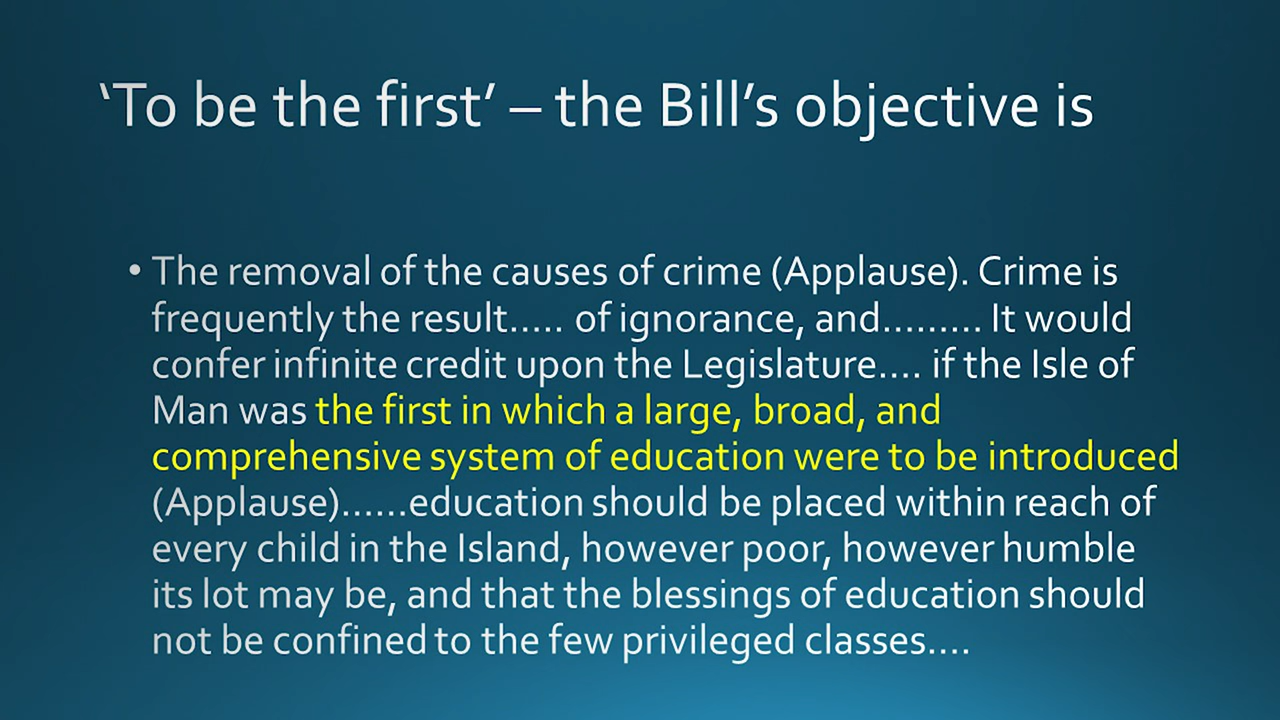 ‘To be the first’ – the Bill’s objective is
• The removal of the causes of crime (Applause). Crime is
frequently the result..... of ignorance, and......... It would
confer infinite credit upon the Legislature.... if the Isle of
Man was the first in which a large, broad, and
comprehensive system of education were to be introduced
(Applause)......education should be placed within reach of
every child in the Island, however poor, however humble
its lot may be, and that the blessings of education should
not be confined to the few privileged classes....